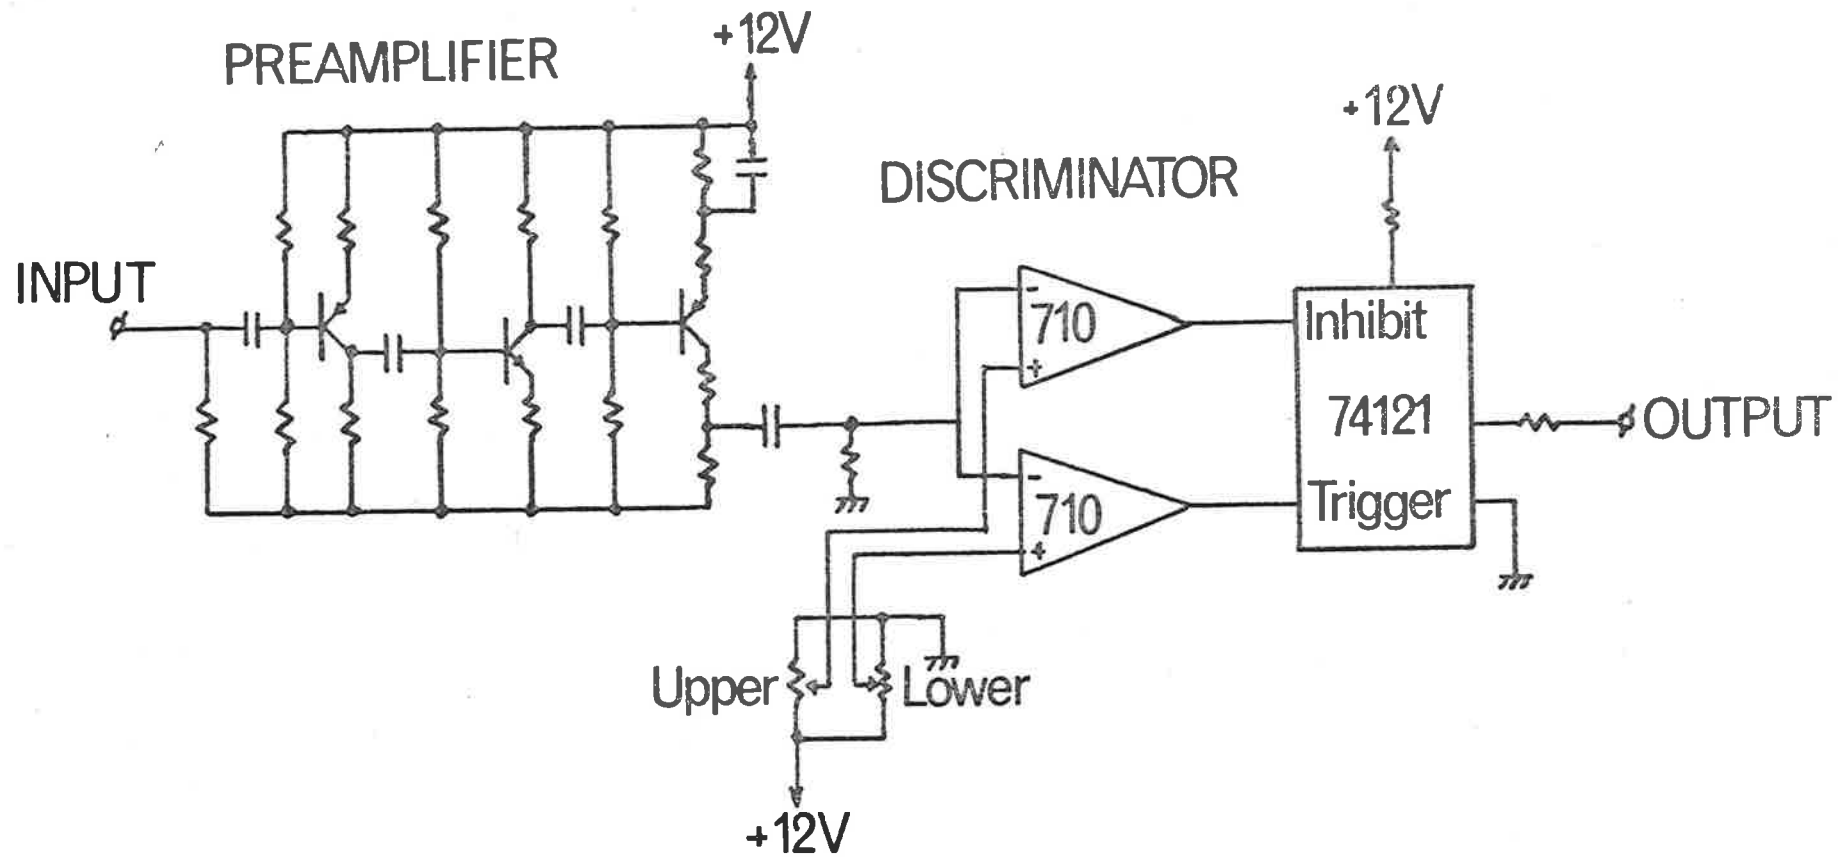 PREAMPLIFIER
+12V
+12V
DISCRIMINATOR
INPUT
-
710
+
Inhibit
74121
OUTPUT
-
710
+
Trigger
Upper
Lower
+12V